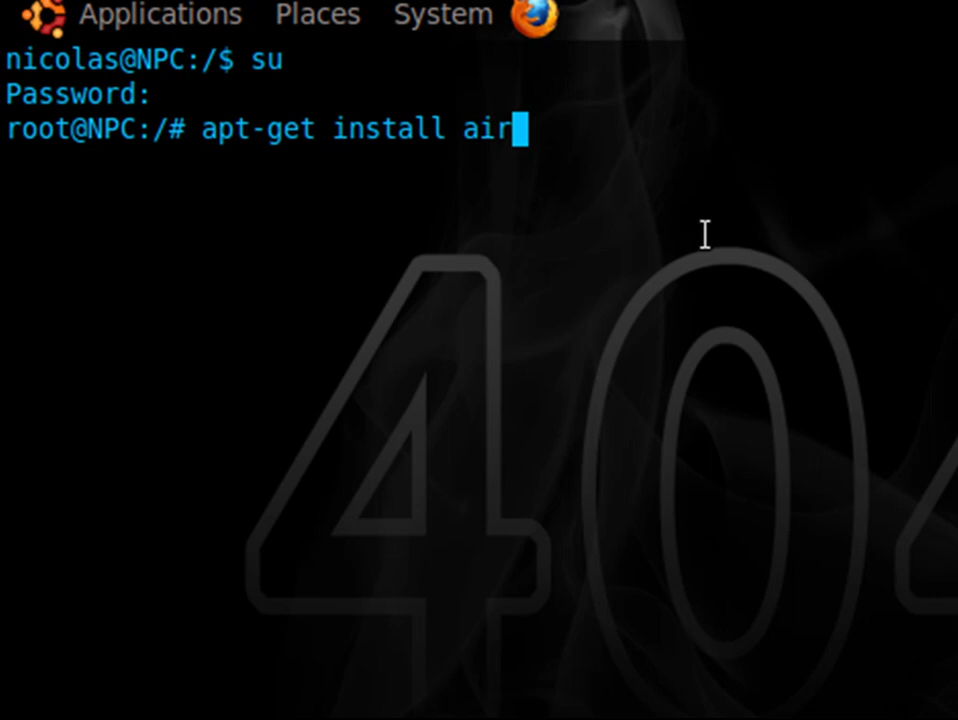 Applications Places System
nicolas@NPC:/$ su
Password:
root@NPC:/# apt-get install air
404